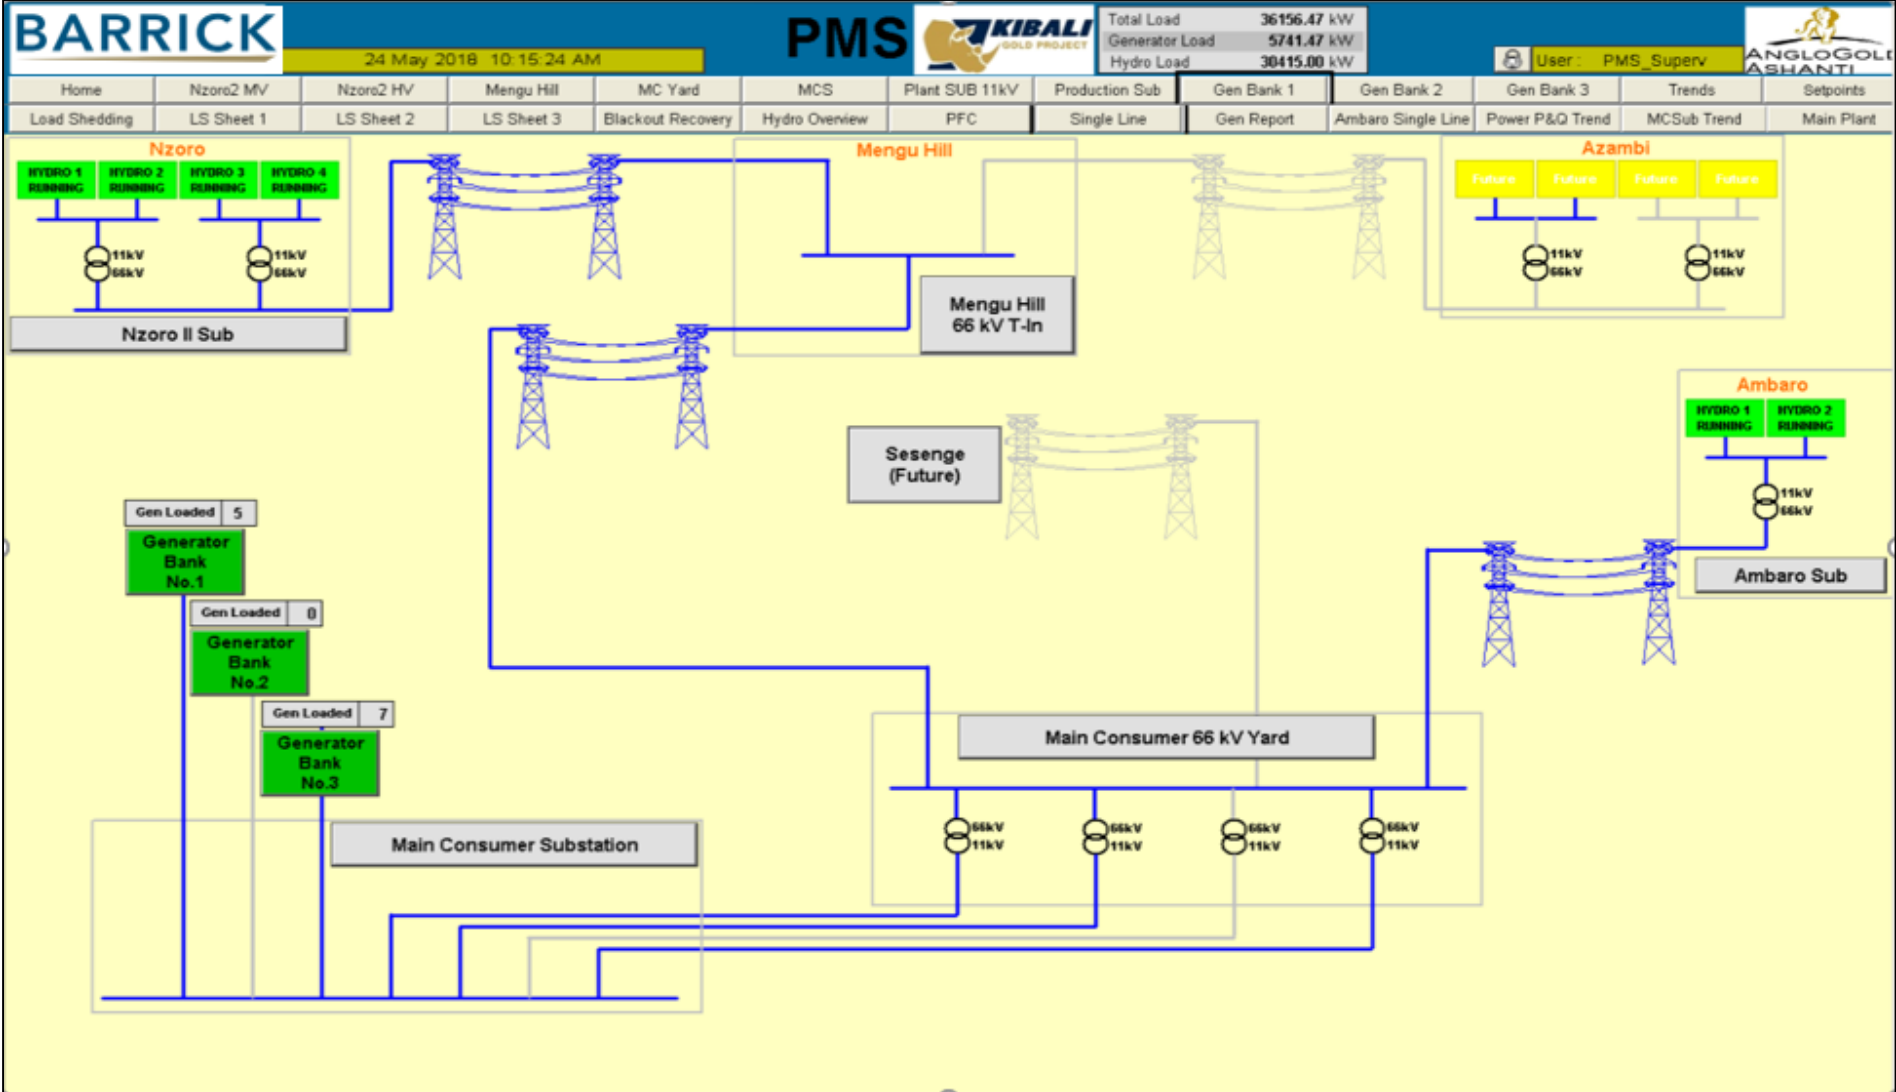 BARRICK
24 May 2018 10:15:24 AM
PMS
KIBALI
GOLD PROJECT
Total Load 36156.47 kW
Generator Load 5741.47 kW
Hydro Load 30415.00 kW
User : PMS_Superv
ANGLOGOLD
ASHANTI
Home Nzoro2 MV Nzoro2 HV Mengu Hill MC Yard MCS Plant SUB 11kV Production Sub Gen Bank 1 Gen Bank 2 Gen Bank 3 Trends Setpoints
Load Shedding LS Sheet 1 LS Sheet 2 LS Sheet 3 Blackout Recovery Hydro Overview PFC Single Line Gen Report Ambaro Single Line Power P&Q Trend MCSub Trend Main Plant
Nzoro
HYDRO 1
RUNNING
HYDRO 2
RUNNING
HYDRO 3
RUNNING
HYDRO 4
RUNNING
11kV
66kV
11kV
66kV
Nzoro II Sub
Mengu Hill
Mengu Hill
66 kV T-In
Azambi
Future Future Future Future
11kV
66kV
11kV
66kV
Sesenge
(Future)
Ambaro
HYDRO 1
RUNNING
HYDRO 2
RUNNING
11kV
66kV
Ambaro Sub
Gen Loaded 5
Generator
Bank
No.1
Gen Loaded 0
Generator
Bank
No.2
Gen Loaded 7
Generator
Bank
No.3
Main Consumer 66 kV Yard
66kV
11kV
66kV
11kV
66kV
11kV
66kV
11kV
Main Consumer Substation